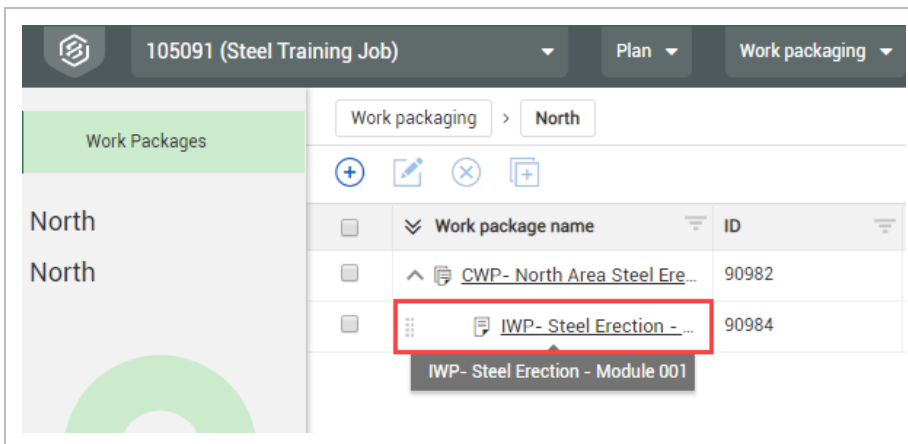 105091 (Steel Training Job) Plan Work packaging
Work packaging > North
Work Packages
North
North
Work package name ID
CWP- North Area Steel Ere... 90982
IWP- Steel Erection - ... 90984
IWP- Steel Erection - Module 001